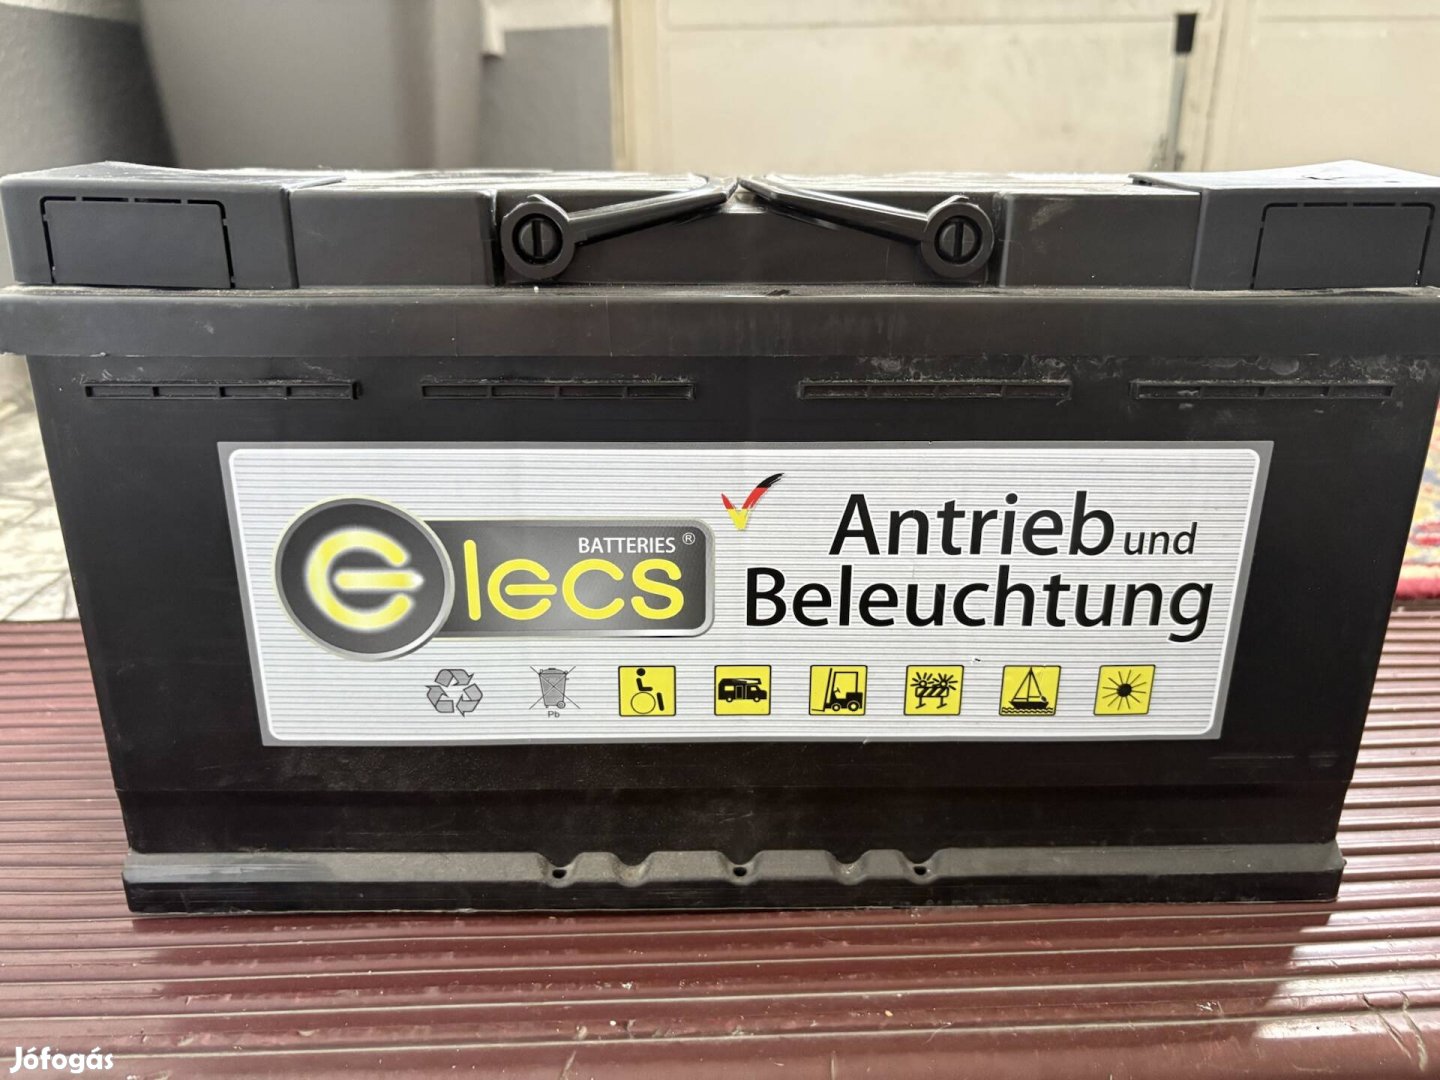 BATTERIES ®
elecs
Antrieb und
Beleuchtung
Pb
Jófogás